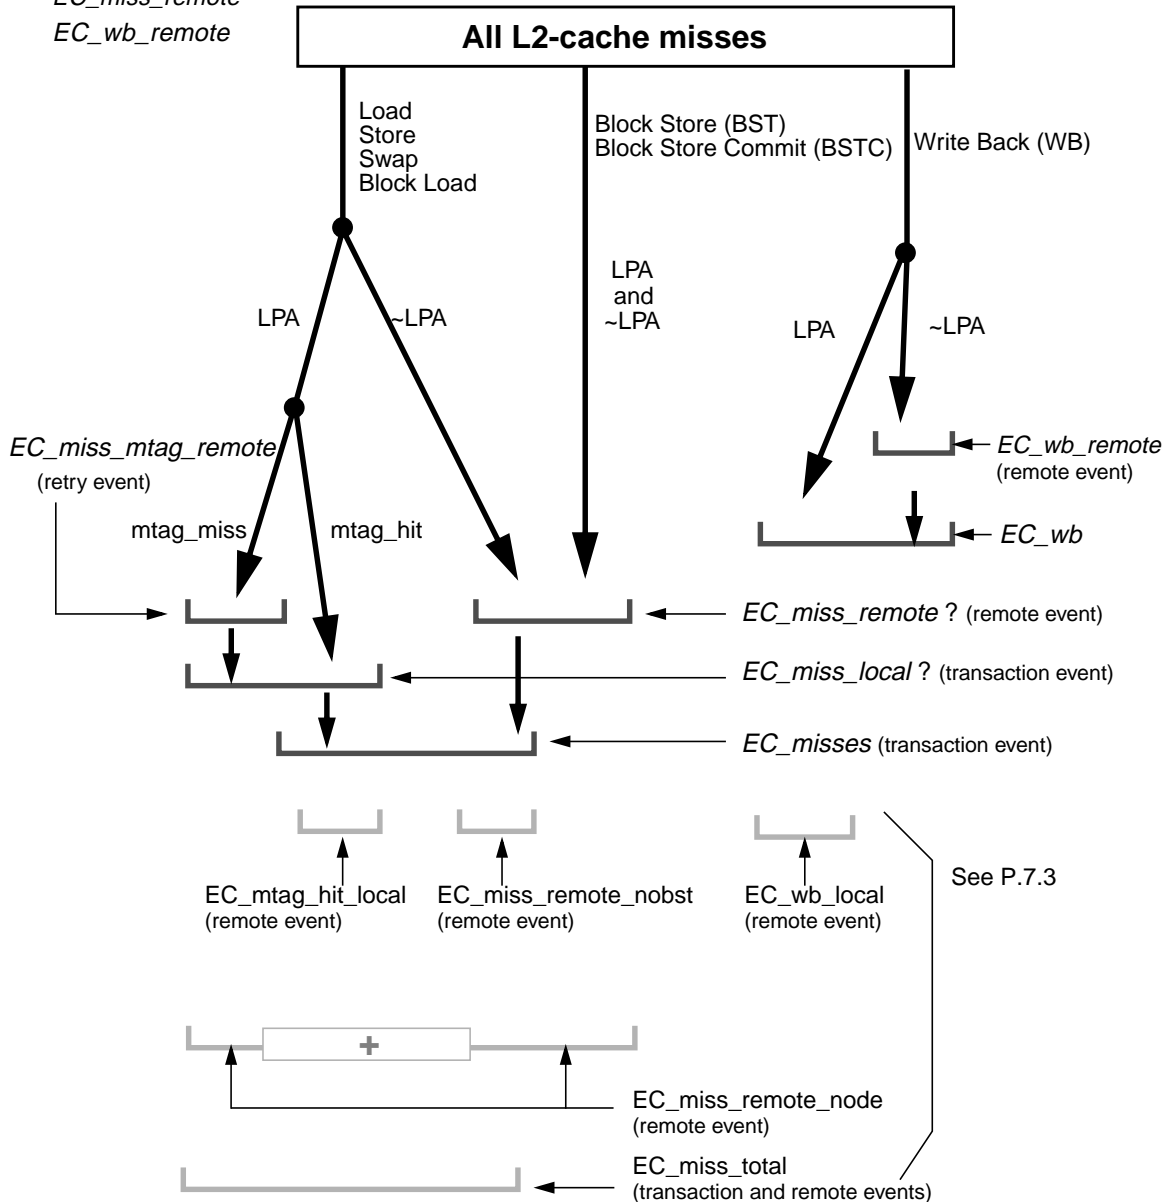 EC_miss_remote
EC_wb_remote
All L2-cache misses
Load
Store
Swap
Block Load
Block Store (BST)
Block Store Commit (BSTC)
Write Back (WB)
LPA
and
~LPA
LPA
~LPA
LPA
~LPA
EC_miss_mtag_remote
(retry event)
EC_wb_remote
(remote event)
mtag_miss
mtag_hit
EC_wb
EC_miss_remote ? (remote event)
EC_miss_local ? (transaction event)
EC_misses (transaction event)
See P.7.3
EC_mtag_hit_local
(remote event)
EC_miss_remote_nobst
(remote event)
EC_wb_local
(remote event)
+
EC_miss_remote_node
(remote event)
EC_miss_total
(transaction and remote events)